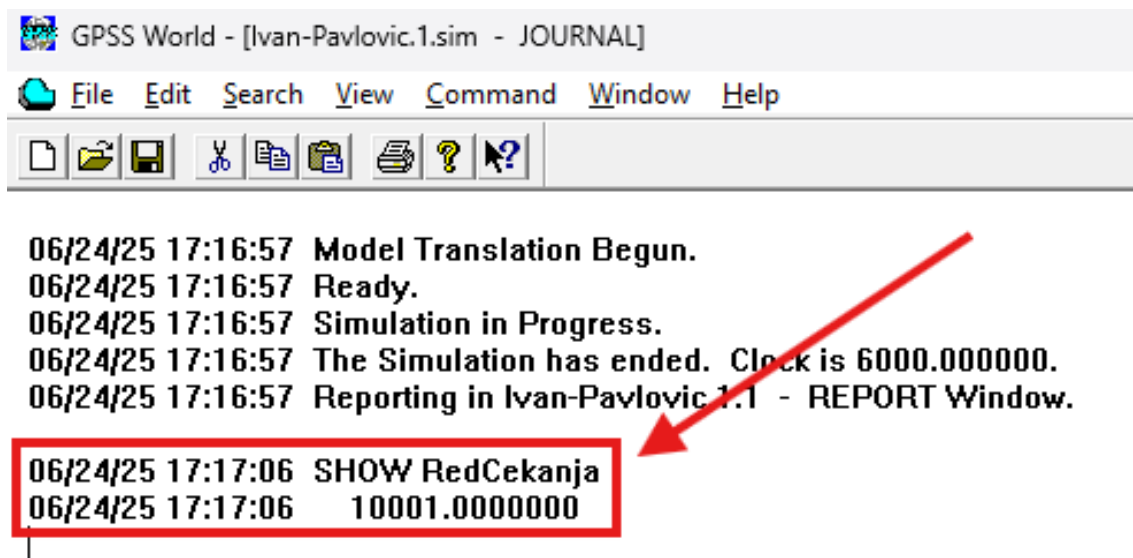 GPSS World - [Ivan-Pavlovic.1.sim - JOURNAL]
File Edit Search View Command Window Help
06/24/25 17:16:57 Model Translation Begun.
06/24/25 17:16:57 Ready.
06/24/25 17:16:57 Simulation in Progress.
06/24/25 17:16:57 The Simulation has ended. Clock is 6000.000000.
06/24/25 17:16:57 Reporting in Ivan-Pavlovic.1.1 - REPORT Window.
06/24/25 17:17:06 SHOW RedCekanja
06/24/25 17:17:06 10001.0000000